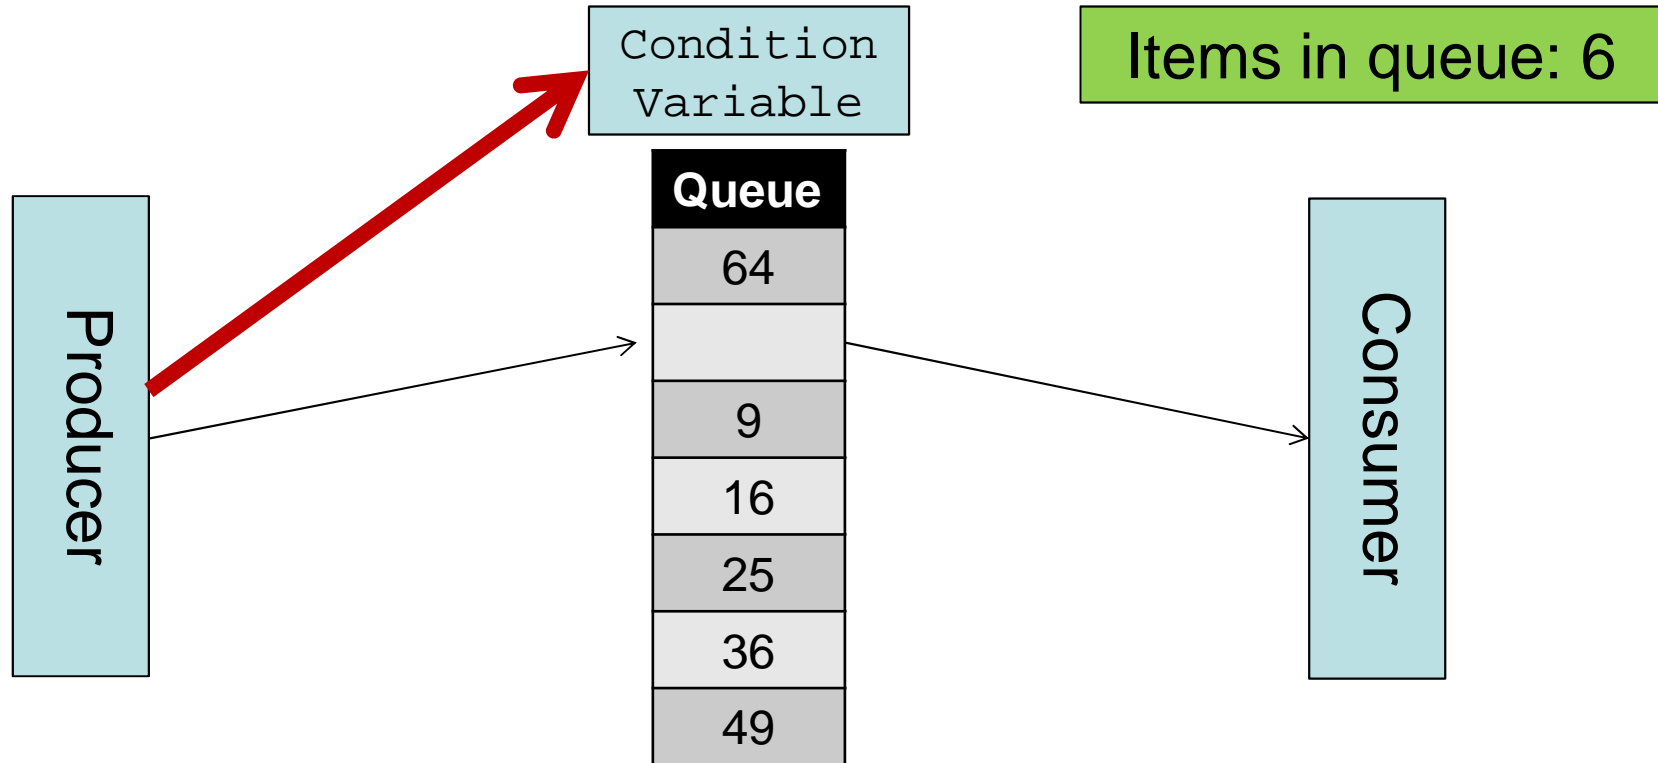 Condition
Variable
Items in queue: 6
Producer
Queue
64
9
16
25
36
49
Consumer